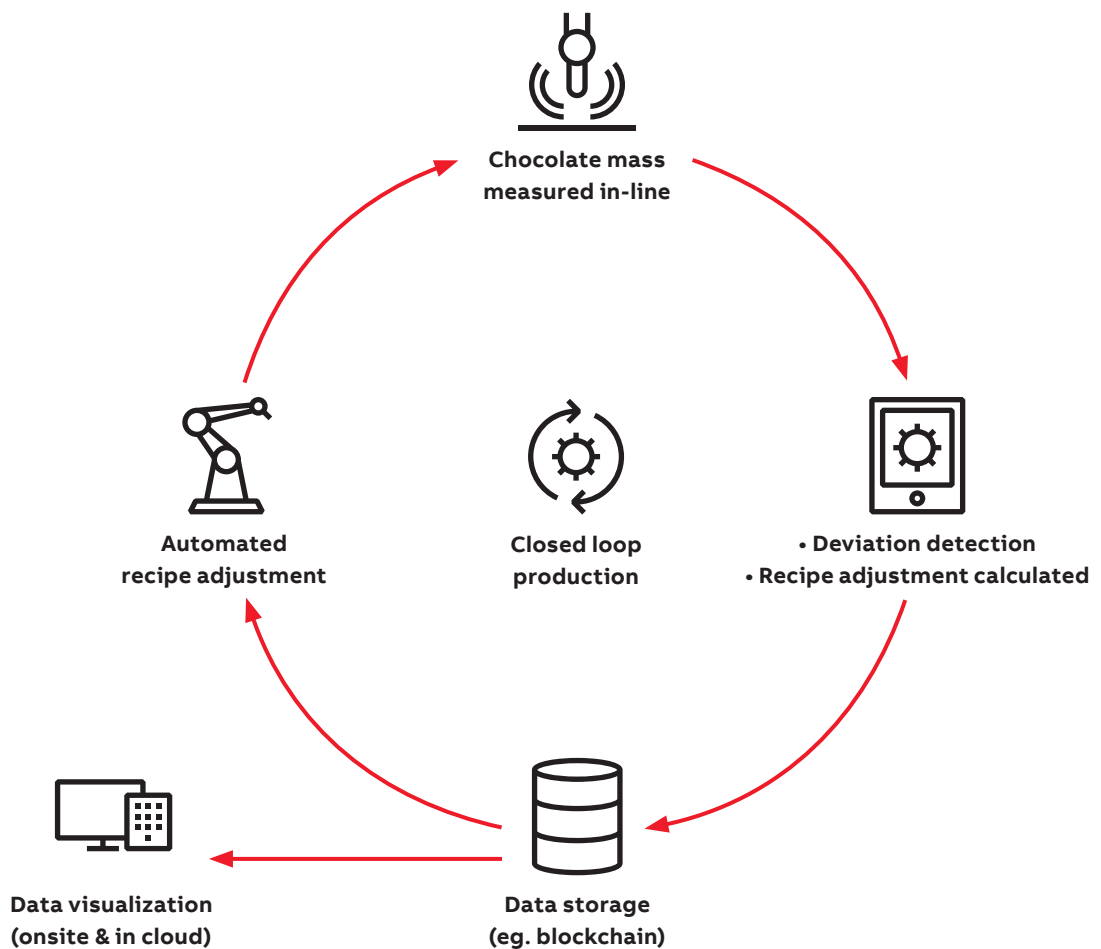 Chocolate mass
measured in-line
Automated
recipe adjustment
Closed loop
production
• Deviation detection
• Recipe adjustment calculated
Data visualization
(onsite & in cloud)
Data storage
(eg. blockchain)